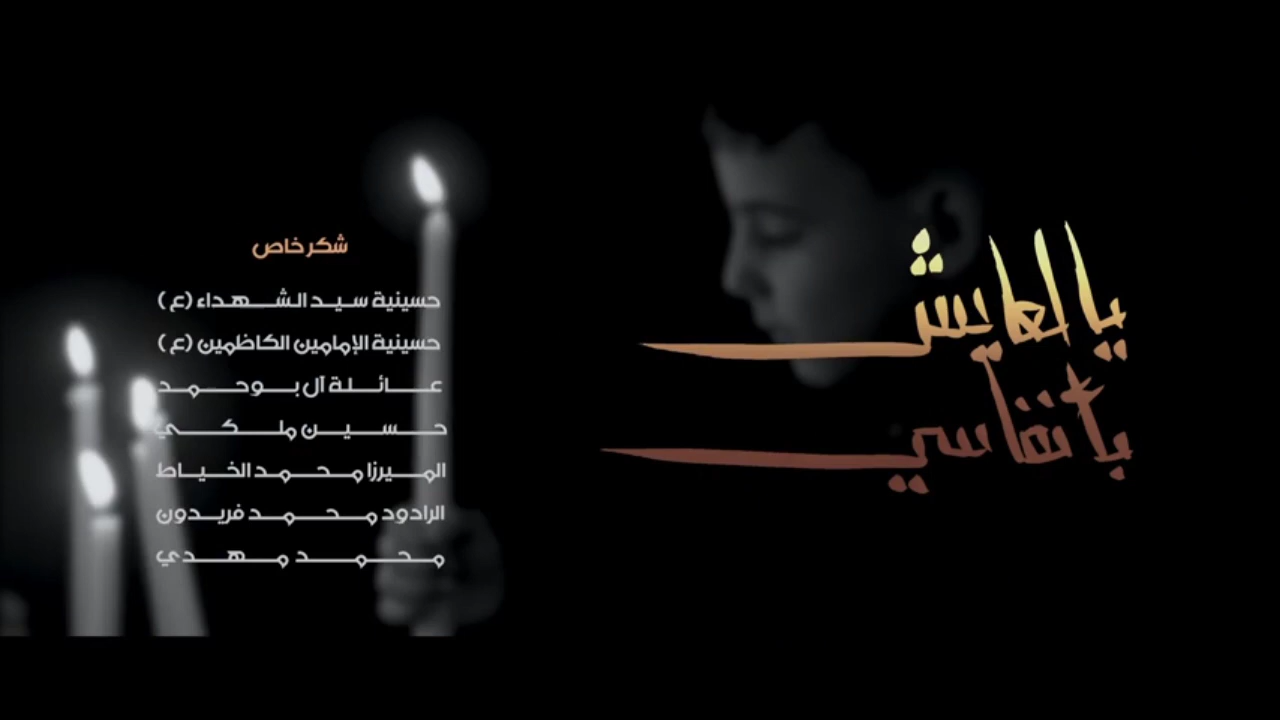 يا العايش
بأنفاسي
شكر خاص
حسينية سيد الشهداء (ع)
حسينية الإمامين الكاظمين (ع)
عائلة آل بوحمد
حسين ملكي
الميرزا محمد الخياط
الرادود محمد فريدون
محمد مهدي